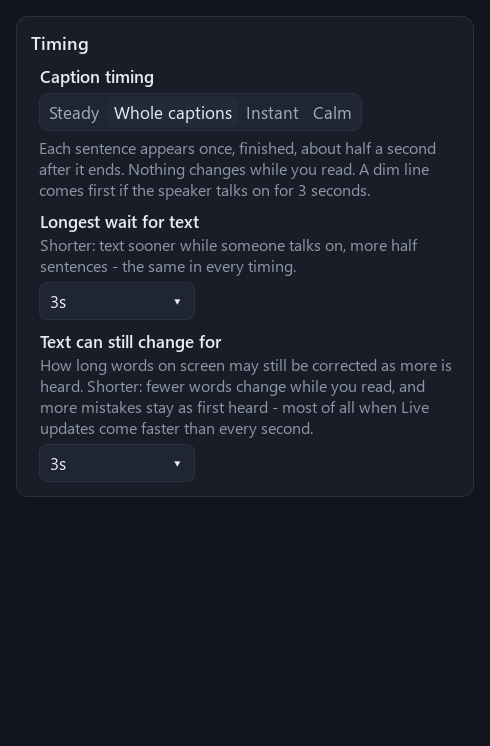 Timing
Caption timing
Steady Whole captions Instant Calm
Each sentence appears once, finished, about half a second
after it ends. Nothing changes while you read. A dim line
comes first if the speaker talks on for 3 seconds.
Longest wait for text
Shorter: text sooner while someone talks on, more half
sentences - the same in every timing.
3s
Text can still change for
How long words on screen may still be corrected as more is
heard. Shorter: fewer words change while you read, and
more mistakes stay as first heard - most of all when Live
updates come faster than every second.
3s